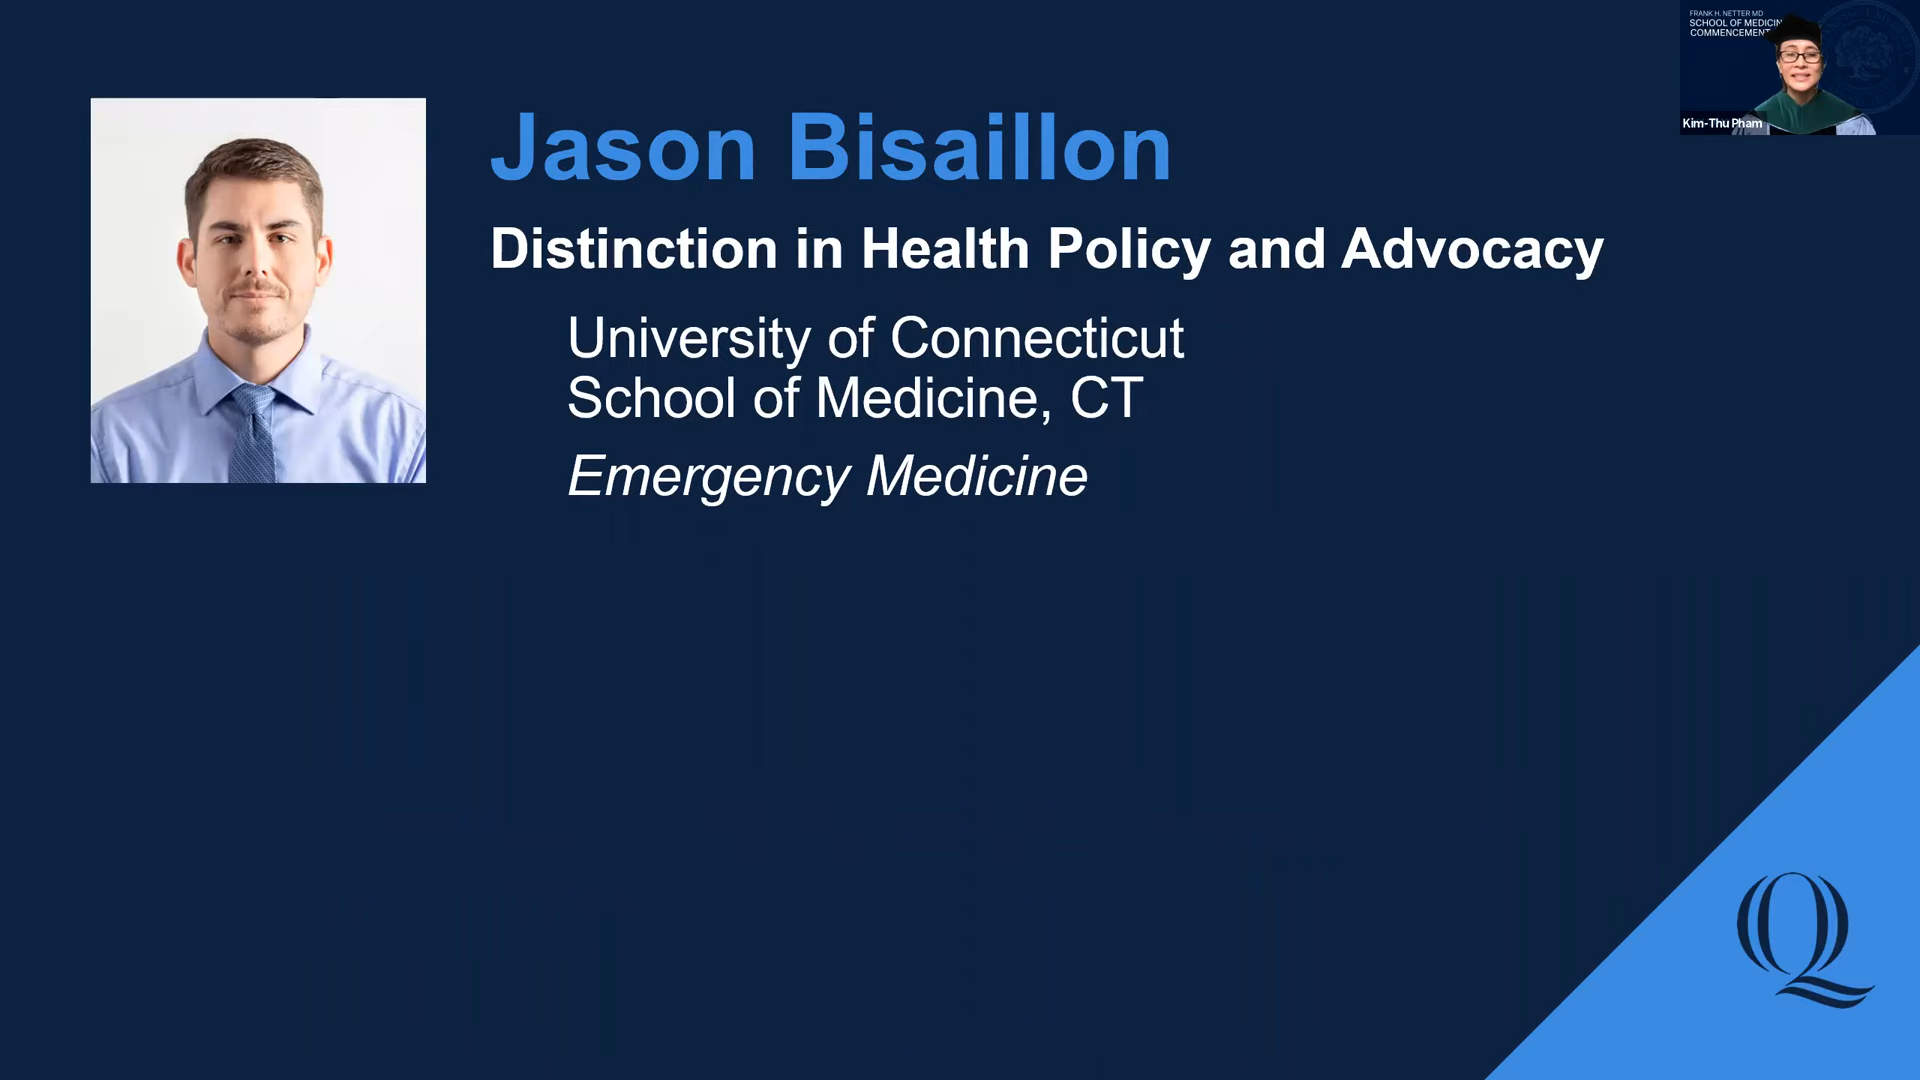 Jason Bisaillon
Distinction in Health Policy and Advocacy
University of Connecticut
School of Medicine, CT
Emergency Medicine
FRANK H. NETTER MD
SCHOOL OF MEDICIN
COMMENCEMENT
Kim-Thu Pham
Q